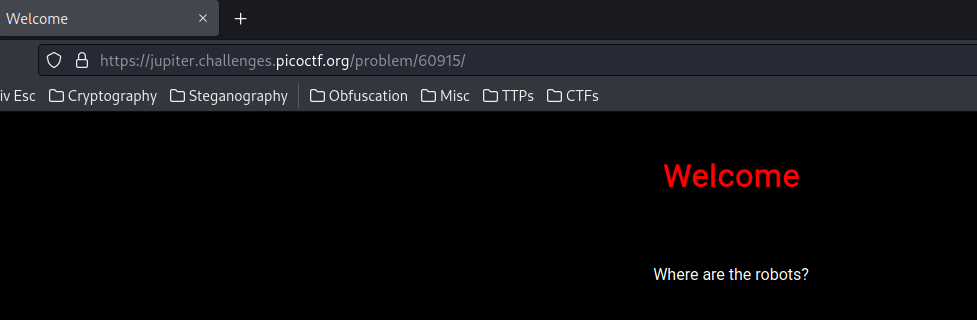 Welcome
https://jupiter.challenges.picoctf.org/problem/60915/
iv Esc Cryptography Steganography Obfuscation Misc TTPs CTFs
Welcome
Where are the robots?